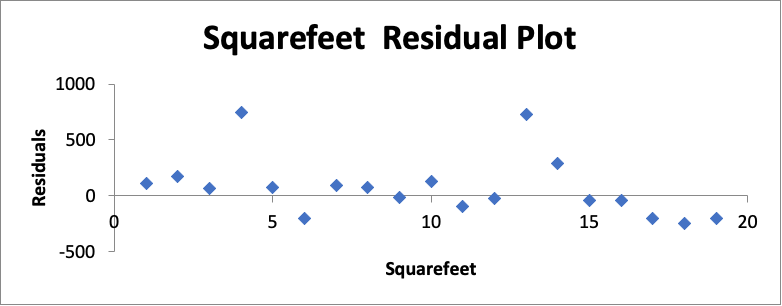 Squarefeet  Residual Plot
1000
500
0
-500
Residuals
0 5 10 15 20
Squarefeet